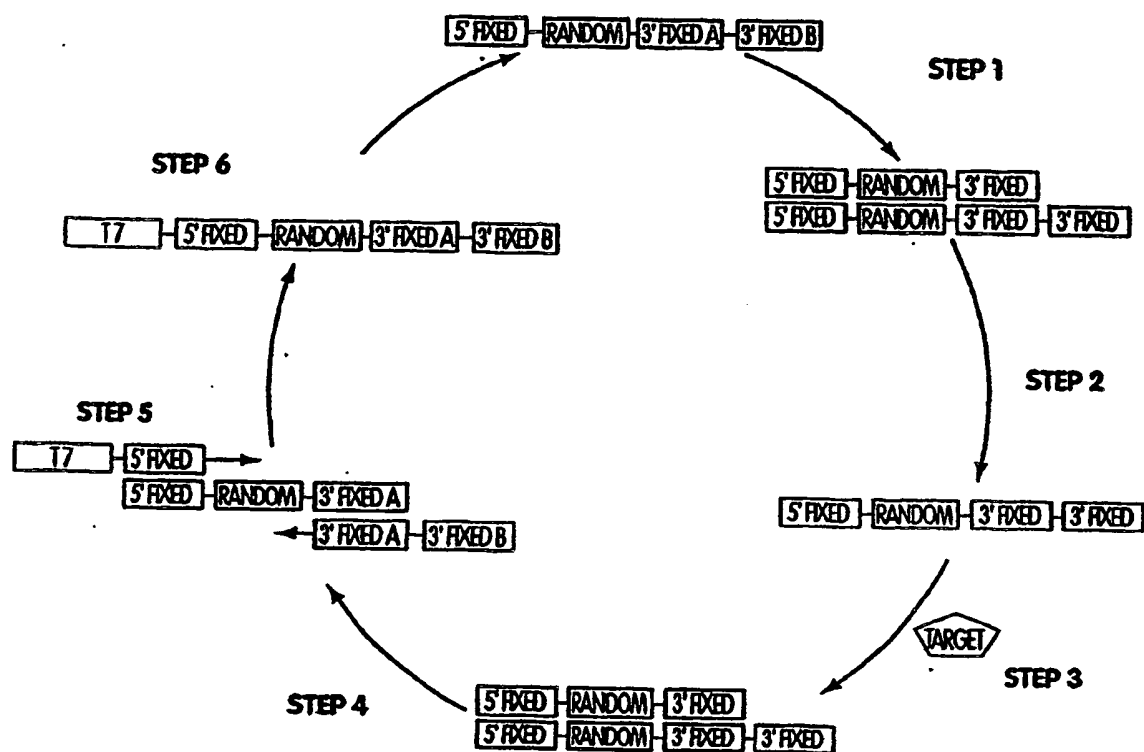 5' FIXED RANDOM 3' FIXED A 3' FIXED B
STEP 1
5' FIXED RANDOM 3' FIXED
5' FIXED RANDOM 3' FIXED 3' FIXED
STEP 2
5' FIXED RANDOM 3' FIXED 3' FIXED
TARGET
STEP 3
5' FIXED RANDOM 3' FIXED
5' FIXED RANDOM 3' FIXED 3' FIXED
STEP 4
STEP 5
T7 5' FIXED
5' FIXED RANDOM 3' FIXED A
3' FIXED A 3' FIXED B
STEP 6
T7 5' FIXED RANDOM 3' FIXED A 3' FIXED B